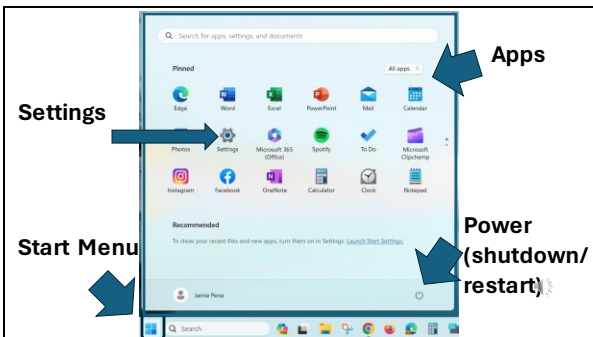 Search for apps, settings, and documents
Pinned
All apps >
Apps
Edge Word Excel PowerPoint Mail Calendar
Settings
Photos Settings Microsoft 365 (Office) Spotify To Do Microsoft Clipchamp
Instagram Facebook OneNote Calculator Clock Notepad
Recommended
To show your recent files and new apps, turn them on in Settings. Launch Start Settings.
Power
(shutdown/
restart)
Start Menu
Jamie Pena
Search